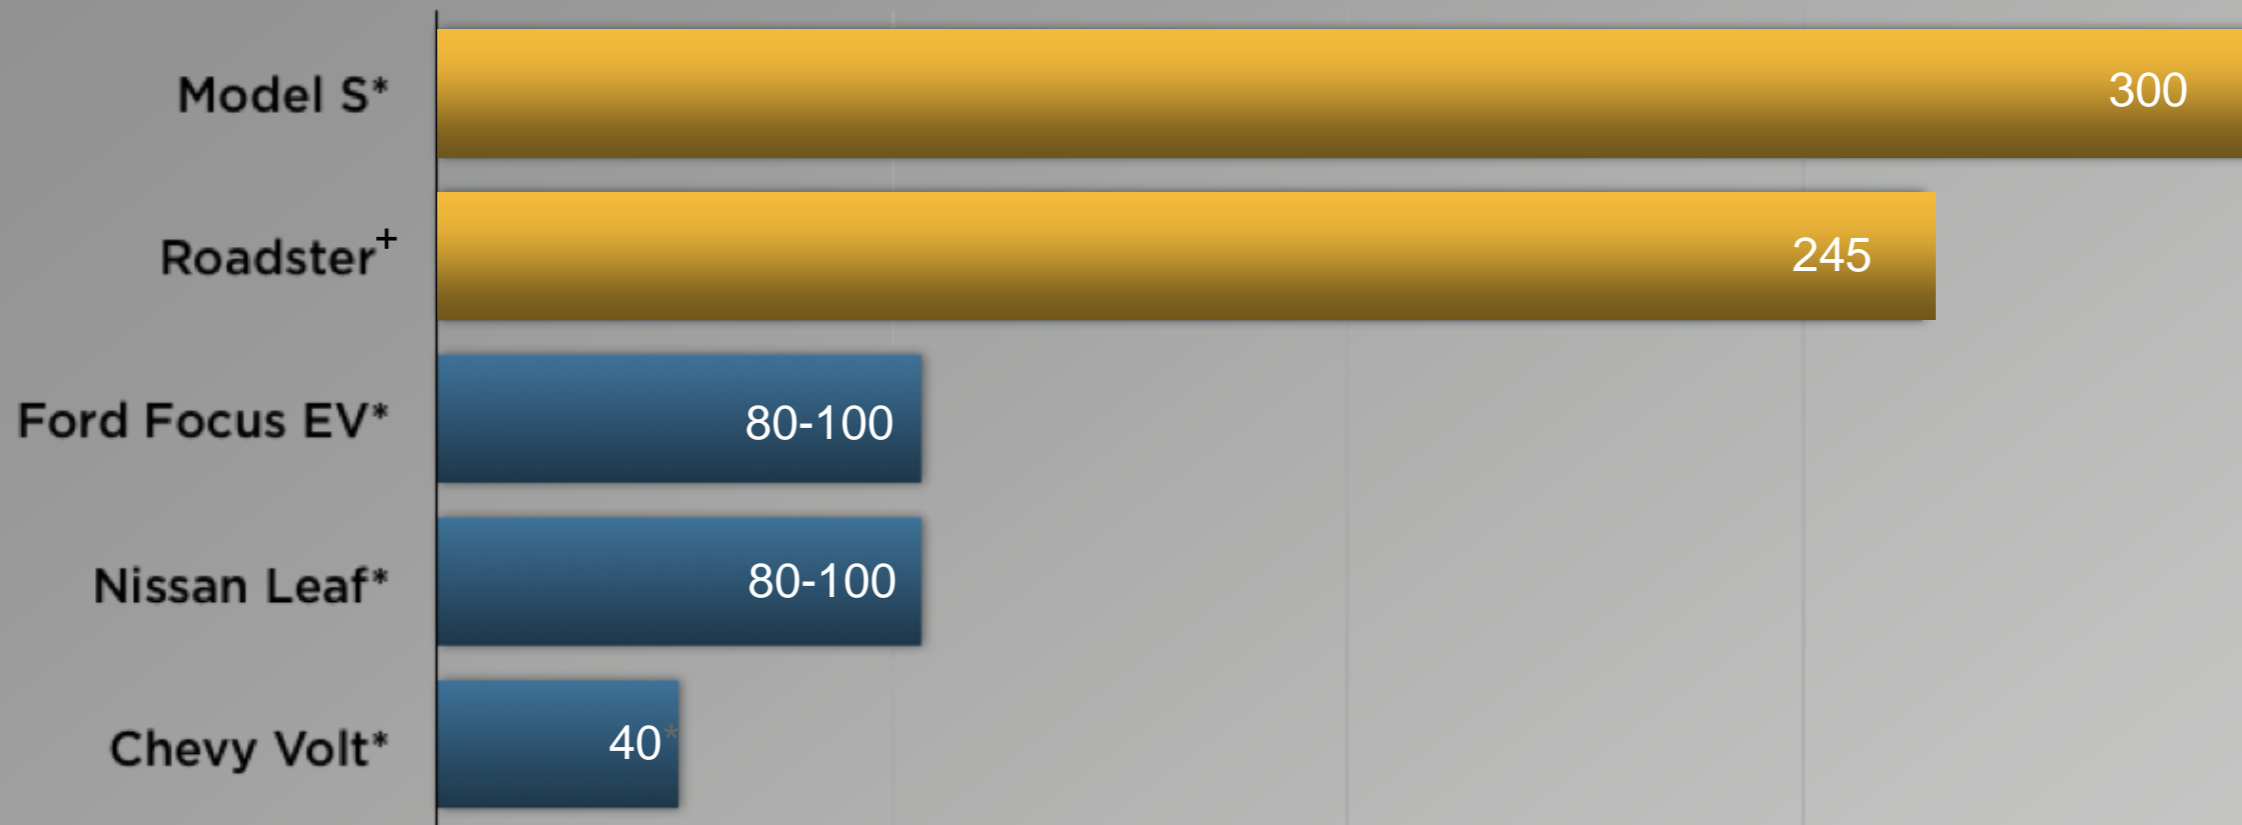 Model S* 300
Roadster+ 245
Ford Focus EV* 80-100
Nissan Leaf* 80-100
Chevy Volt* 40*